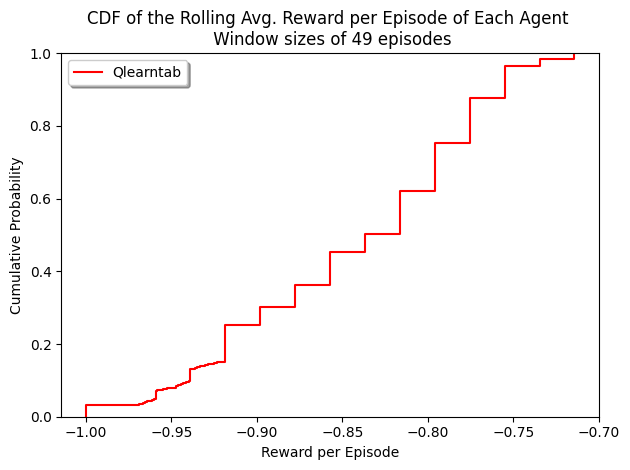 CDF of the Rolling Avg. Reward per Episode of Each Agent
Window sizes of 49 episodes
Qlearntab
Cumulative Probability
1.0
0.8
0.6
0.4
0.2
0.0
−1.00 −0.95 −0.90 −0.85 −0.80 −0.75 −0.70
Reward per Episode